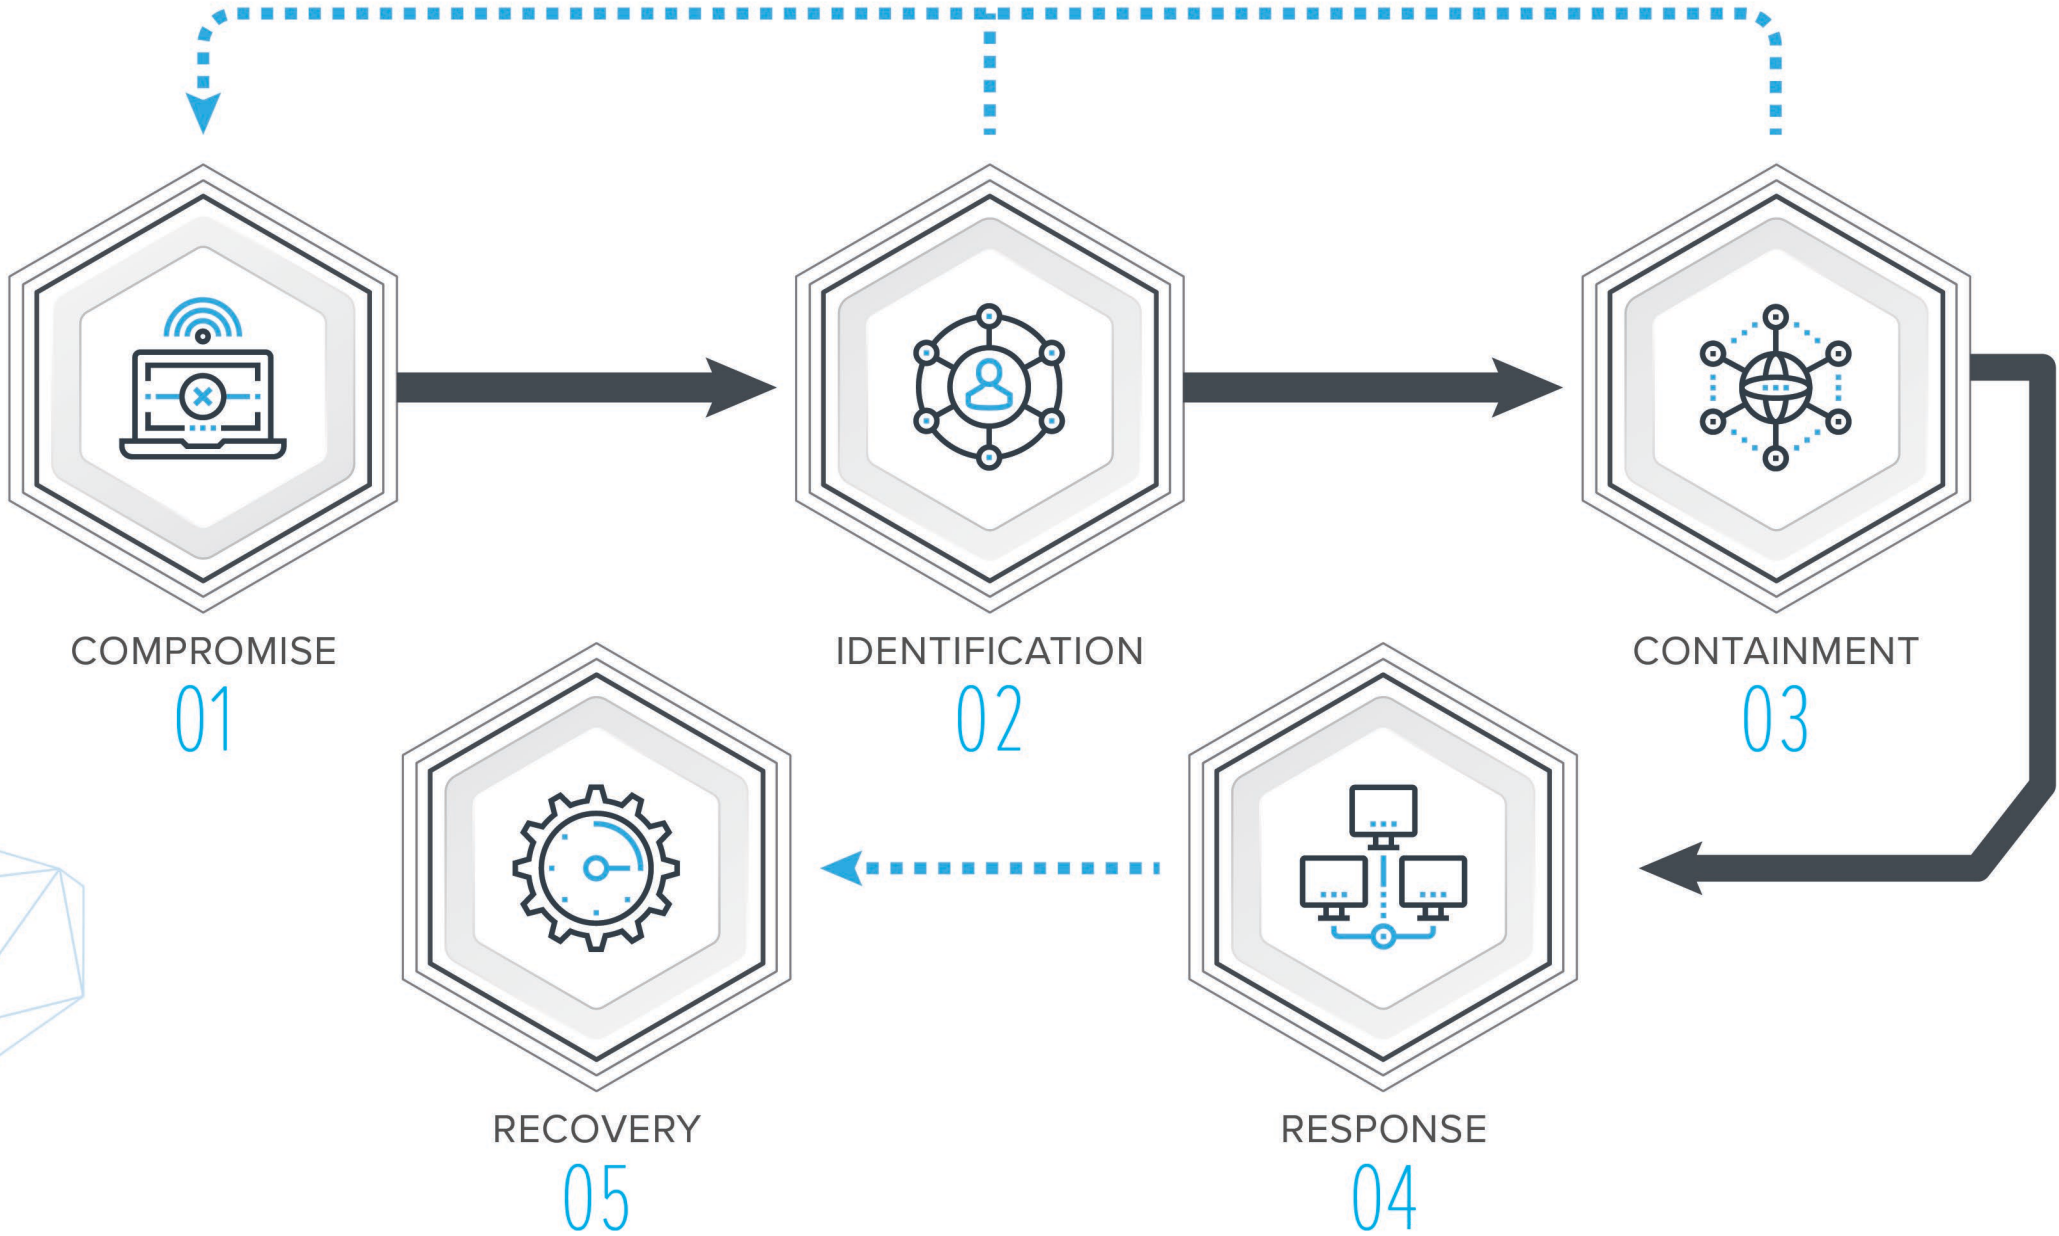 COMPROMISE
01
IDENTIFICATION
02
CONTAINMENT
03
RECOVERY
05
RESPONSE
04